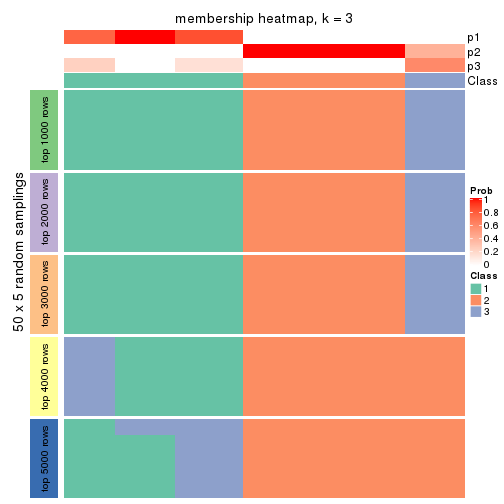 membership heatmap, k = 3
p1
p2
p3
Class
50 x 5 random samplings
top 1000 rows
top 2000 rows
top 3000 rows
top 4000 rows
top 5000 rows
Prob
1
0.8
0.6
0.4
0.2
0
Class
1
2
3